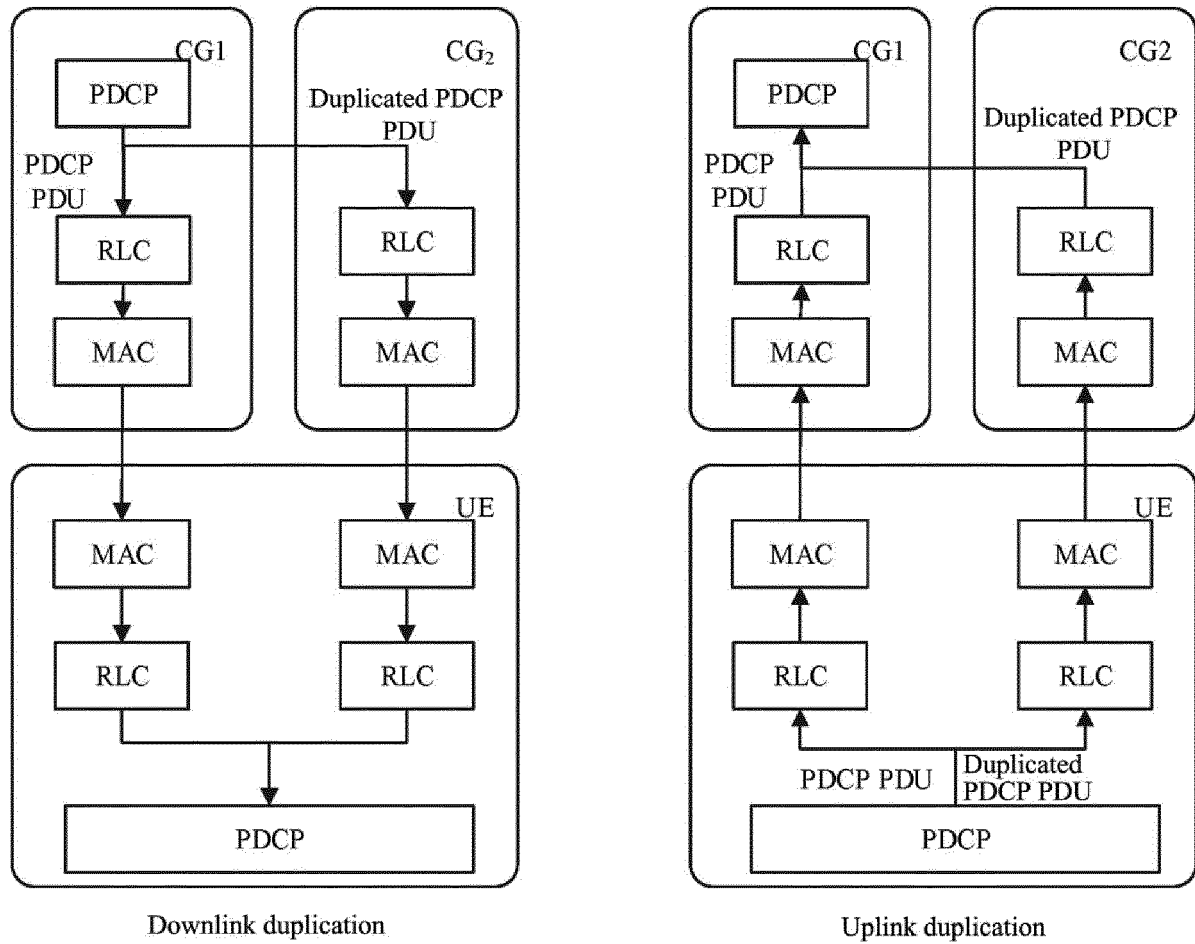 CG1
PDCP
PDCP
PDU
RLC
MAC
CG₂
Duplicated PDCP
PDU
RLC
MAC
UE
MAC
MAC
RLC
RLC
PDCP
Downlink duplication
CG1
PDCP
PDCP
PDU
RLC
MAC
CG2
Duplicated PDCP
PDU
RLC
MAC
UE
MAC
MAC
RLC
RLC
PDCP PDU
Duplicated
PDCP PDU
PDCP
Uplink duplication